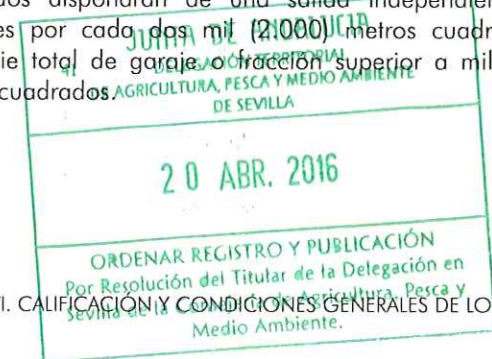 dos dispondrán de una salida independien
es por cada dos mil (2.000) metros cuadr
ie total de garaje o fracción superior a mil
cuadrados.
JUNTA DE ANDALUCIA
DELEGACIÓN TERRITORIAL
DE AGRICULTURA, PESCA Y MEDIO AMBIENTE
DE SEVILLA
20 ABR. 2016
ORDENAR REGISTRO Y PUBLICACIÓN
Por Resolución del Titular de la Delegación en
Sevilla de la Consejería de Agricultura, Pesca y
Medio Ambiente.
I. CALIFICACIÓN Y CONDICIONES GENERALES DE LO